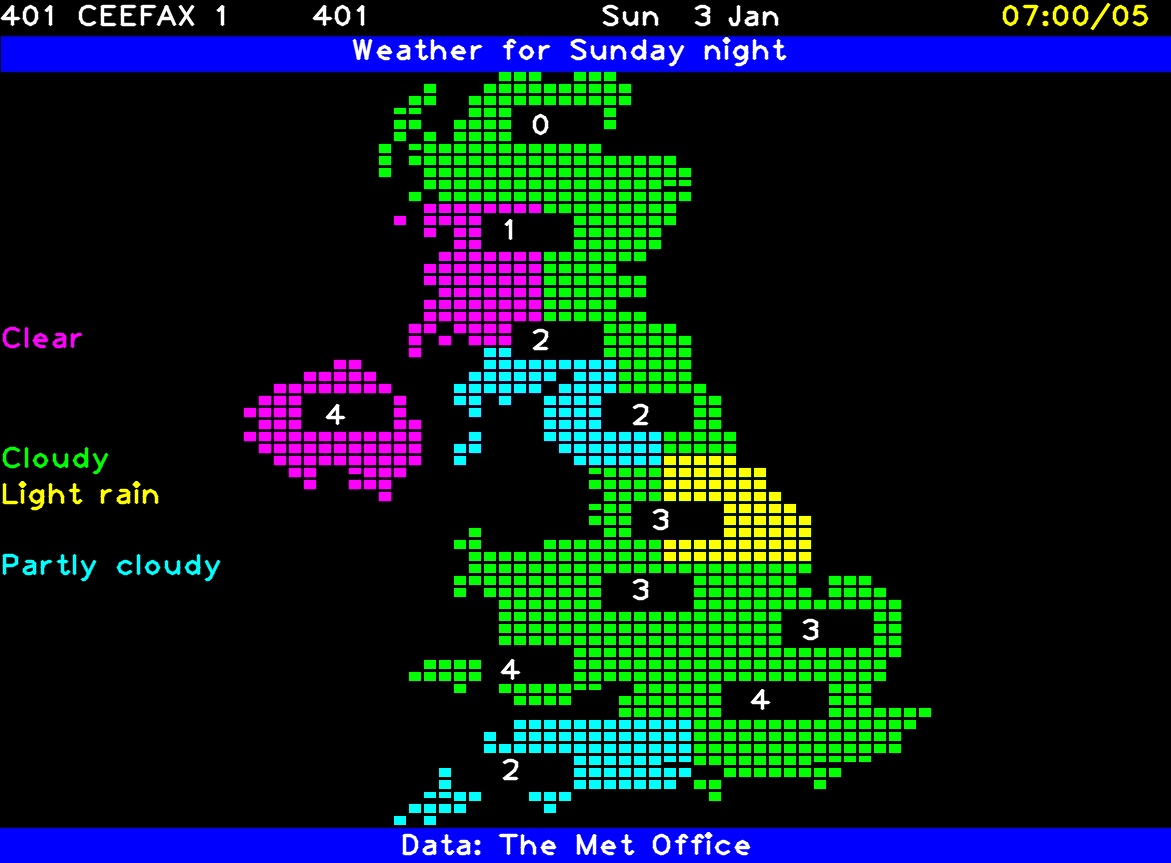 401 CEEFAX 1 401 Sun 3 Jan 07:00/05
Weather for Sunday night
0
1
Clear
2
4
2
Cloudy
Light rain
3
Partly cloudy
3
3
4
4
2
Data: The Met Office